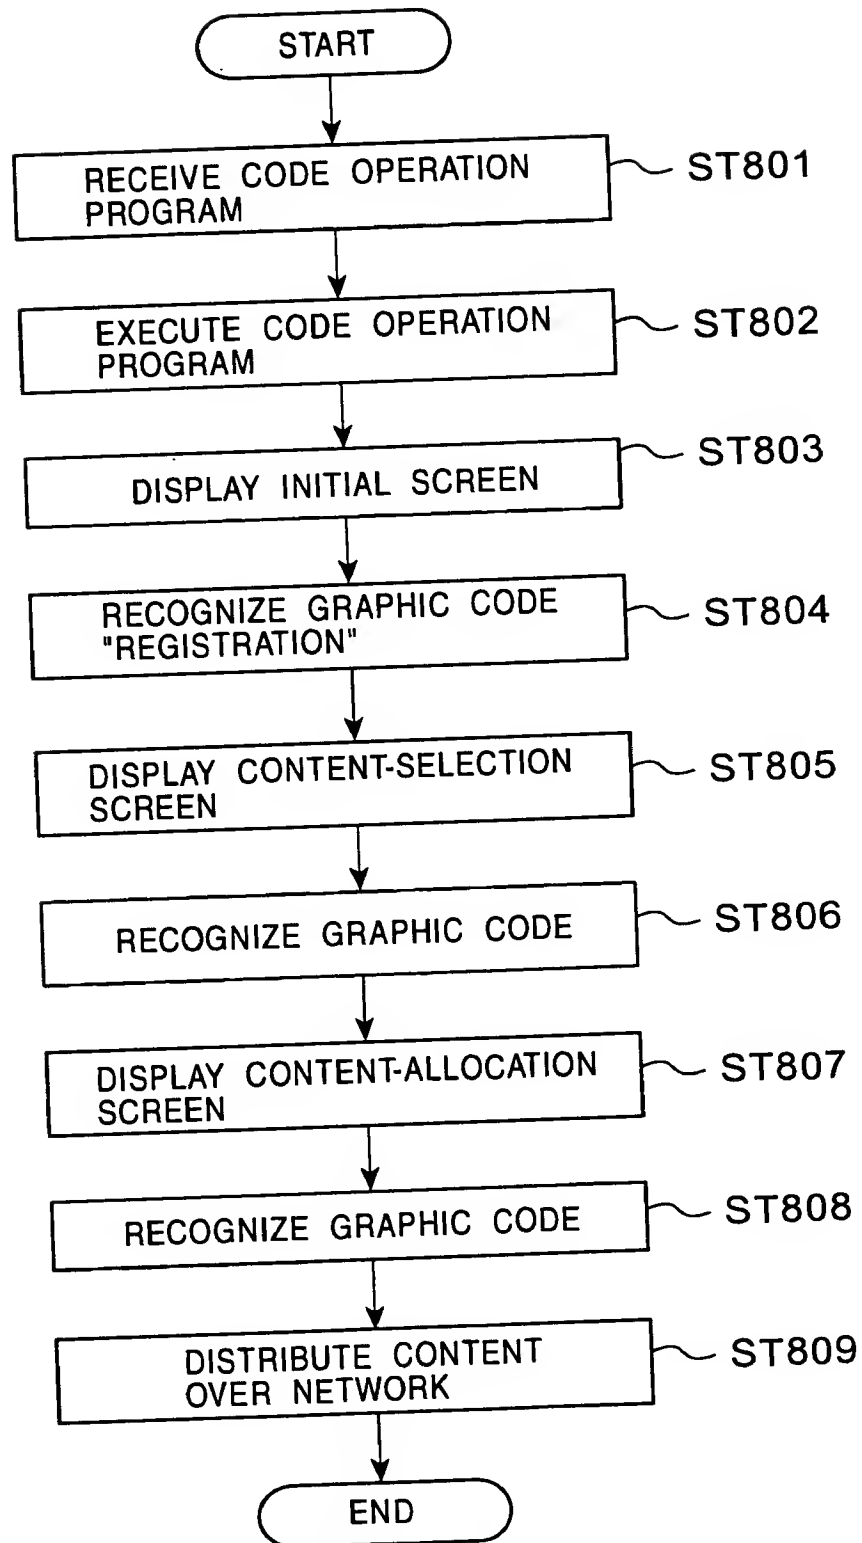 START
RECEIVE CODE OPERATION
PROGRAM
ST801
EXECUTE CODE OPERATION
PROGRAM
ST802
DISPLAY INITIAL SCREEN
ST803
RECOGNIZE GRAPHIC CODE
"REGISTRATION"
ST804
DISPLAY CONTENT-SELECTION
SCREEN
ST805
RECOGNIZE GRAPHIC CODE
ST806
DISPLAY CONTENT-ALLOCATION
SCREEN
ST807
RECOGNIZE GRAPHIC CODE
ST808
DISTRIBUTE CONTENT
OVER NETWORK
ST809
END